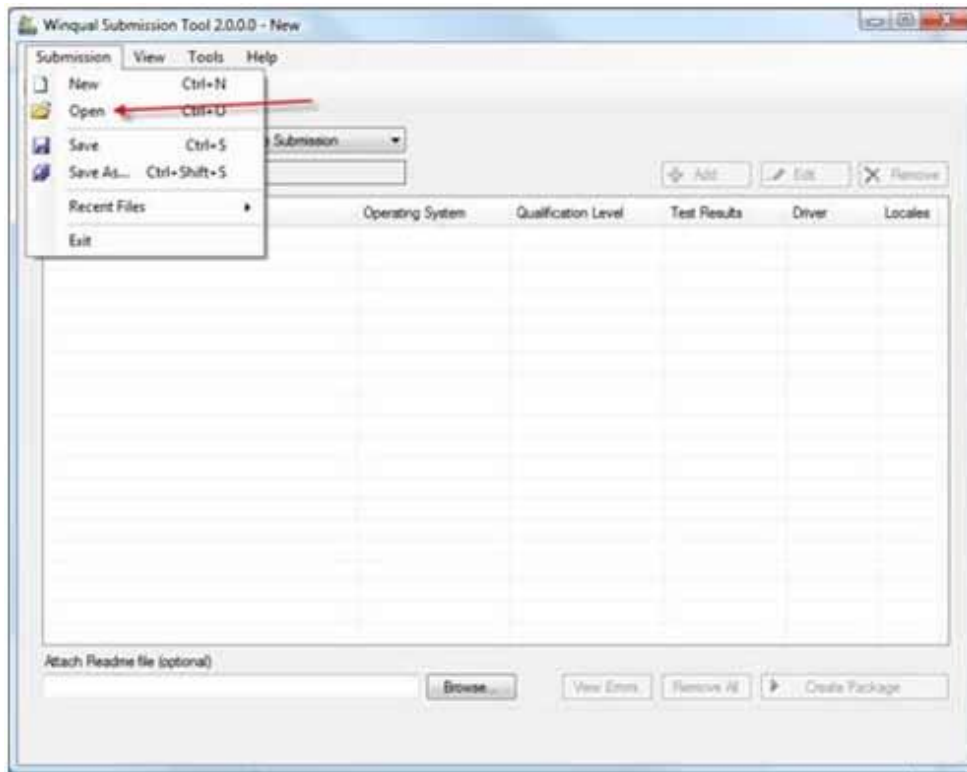 Winqual Submission Tool 2.0.0.0 - New
Submission View Tools Help
New Ctrl+N
Open Ctrl+O
Save Ctrl+S
Submission
Save As... Ctrl+Shift+S
Add Edit Remove
Recent Files
Operating System Qualification Level Test Results Driver Locales
Exit
Attach Readme file (optional)
Browse... View Errors Remove All Create Package